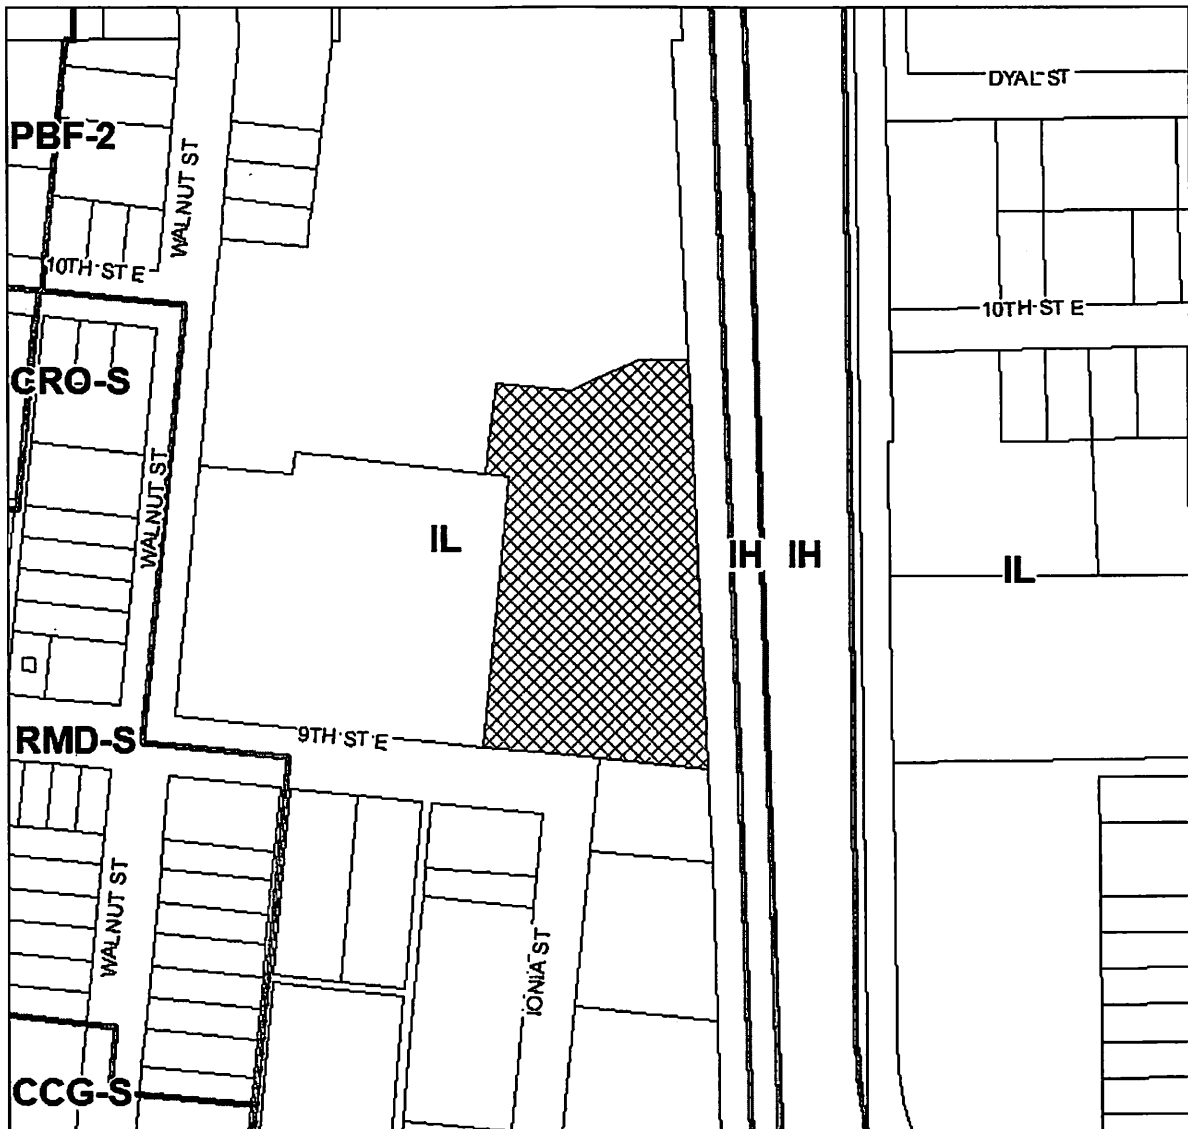 DYAL ST
PBF-2
WALNUT ST
10TH ST E
10TH ST E
CRO-S
WALNUT ST
IL
IH
IH
IL
RMD-S
9TH ST E
WALNUT ST
IONIA ST
CCG-S